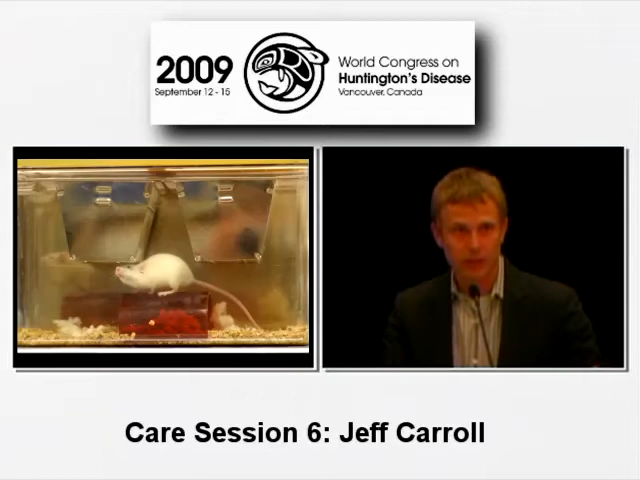 2009
September 12 - 15
World Congress on
Huntington's Disease
Vancouver, Canada
Care Session 6: Jeff Carroll